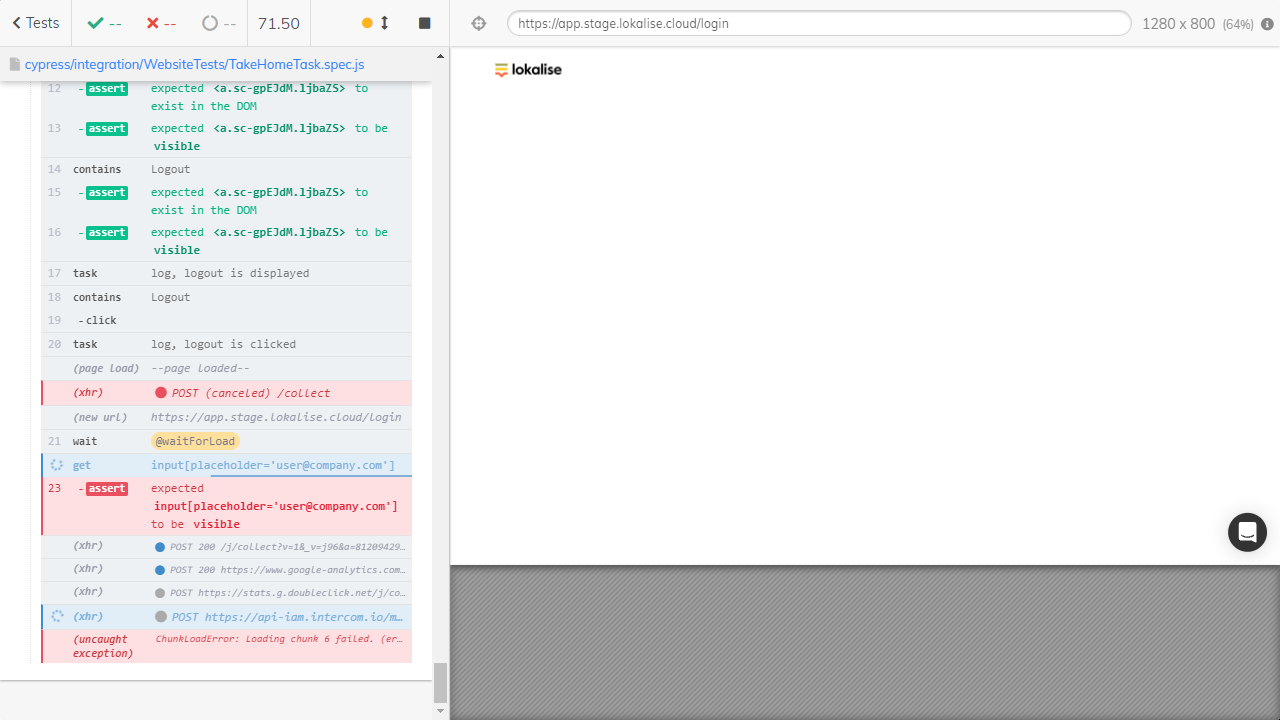 Tests
--
--
--
71.50
https://app.stage.lokalise.cloud/login
1280 x 800 (64%)
cypress/integration/WebsiteTests/TakeHomeTask.spec.js
lokalise
12 -assert expected <a.sc-gpEJdM.ljbaZS> to
exist in the DOM
13 -assert expected <a.sc-gpEJdM.ljbaZS> to be
visible
14 contains Logout
15 -assert expected <a.sc-gpEJdM.ljbaZS> to
exist in the DOM
16 -assert expected <a.sc-gpEJdM.ljbaZS> to be
visible
17 task log, logout is displayed
18 contains Logout
19 -click
20 task log, logout is clicked
(page load) --page loaded--
(xhr) POST (canceled) /collect
(new url) https://app.stage.lokalise.cloud/login
21 wait @waitForLoad
get input[placeholder='user@company.com']
23 -assert expected
input[placeholder='user@company.com']
to be visible
(xhr) POST 200 /j/collect?v=1&_v=j96&a=81209429…
(xhr) POST 200 https://www.google-analytics.com…
(xhr) POST https://stats.g.doubleclick.net/j/co…
(xhr) POST https://api-iam.intercom.io/m…
(uncaught ChunkLoadError: Loading chunk 6 failed. (er…
exception)